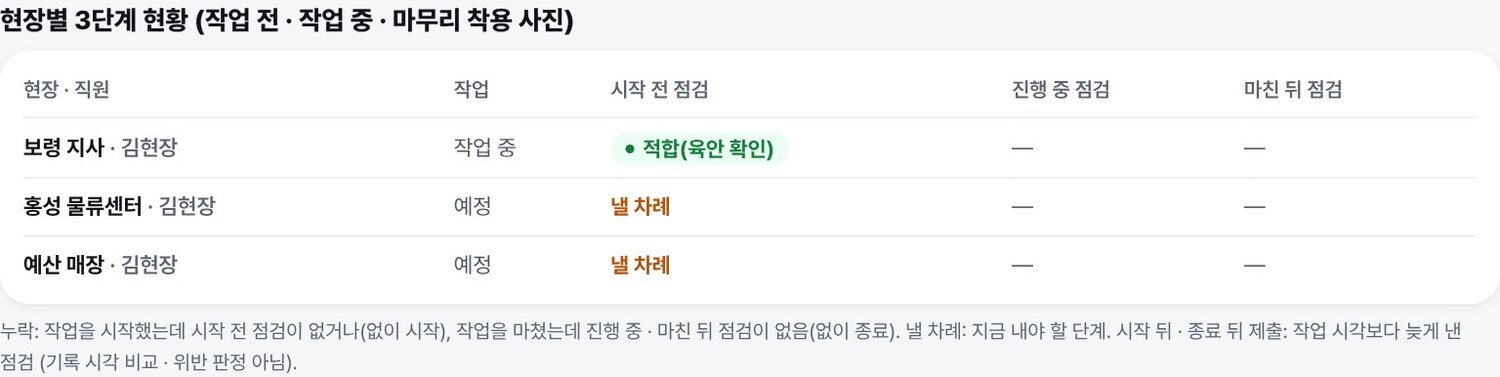 현장별 3단계 현황 (작업 전 · 작업 중 · 마무리 착용 사진)
현장 · 직원 작업 시작 전 점검 진행 중 점검 마친 뒤 점검
보령 지사 · 김현장 작업 중 ● 적합(육안 확인) — —
홍성 물류센터 · 김현장 예정 낼 차례 — —
예산 매장 · 김현장 예정 낼 차례 — —
누락: 작업을 시작했는데 시작 전 점검이 없거나(없이 시작), 작업을 마쳤는데 진행 중 · 마친 뒤 점검이 없음(없이 종료). 낼 차례: 지금 내야 할 단계. 시작 뒤 · 종료 뒤 제출: 작업 시각보다 늦게 낸
점검 (기록 시각 비교 · 위반 판정 아님).